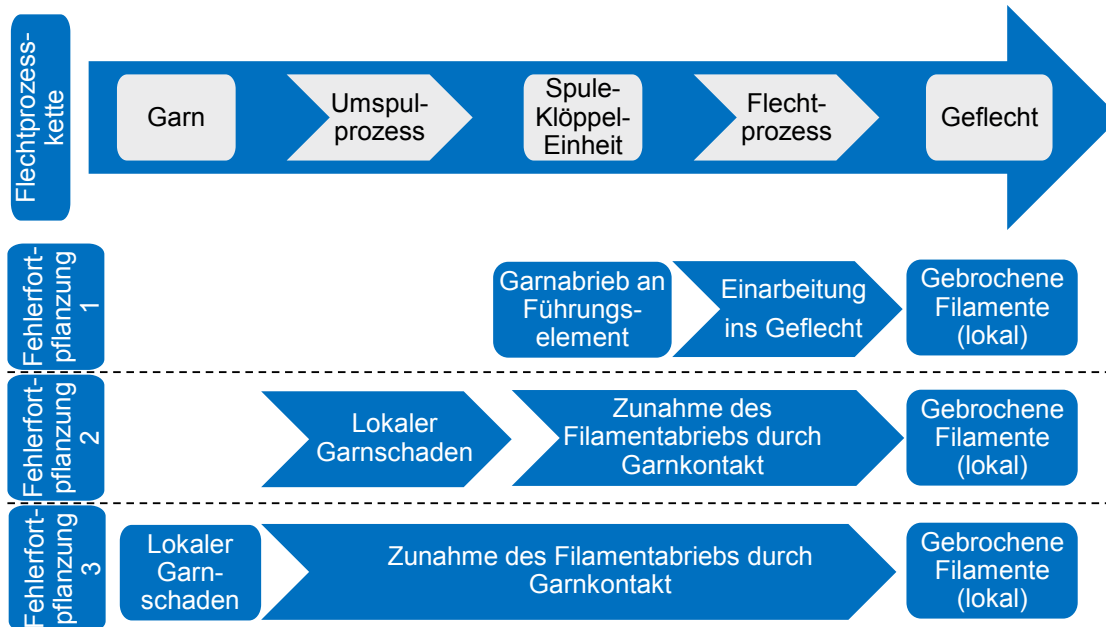 Flechtprozess-
kette
Garn
Umspul-
prozess
Spule-
Klöppel-
Einheit
Flecht-
prozess
Geflecht
Fehlerfort-
pflanzung
1
Garnabrieb an
Führungs-
element
Einarbeitung
ins Geflecht
Gebrochene
Filamente
(lokal)
Fehlerfort-
pflanzung
2
Lokaler
Garnschaden
Zunahme des
Filamentabriebs durch
Garnkontakt
Gebrochene
Filamente
(lokal)
Fehlerfort-
pflanzung
3
Lokaler
Garn-
schaden
Zunahme des Filamentabriebs durch
Garnkontakt
Gebrochene
Filamente
(lokal)